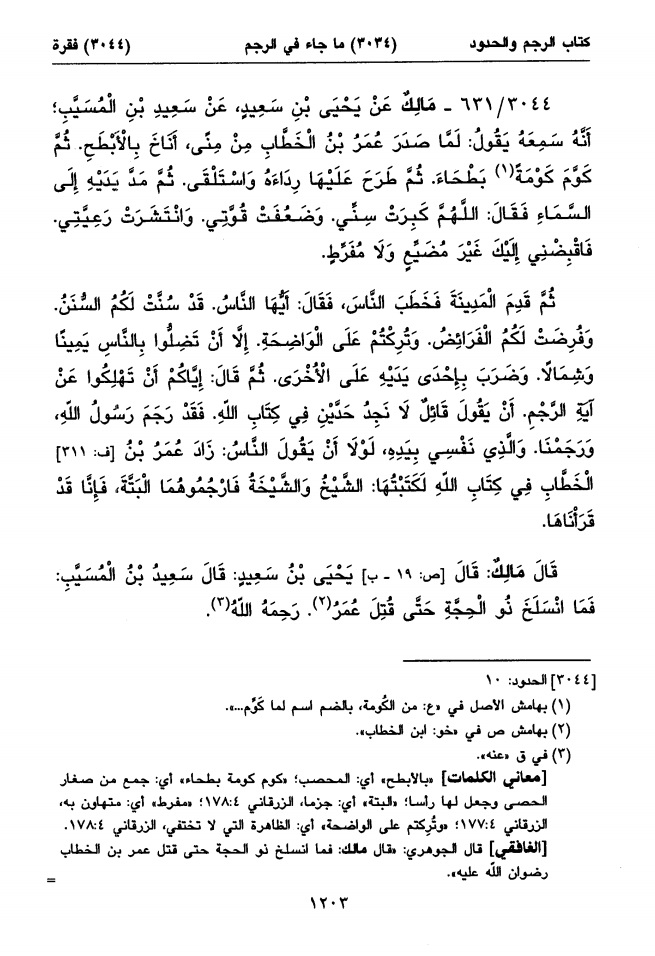 كتاب الرجم والحدود (٣٠٣٤) ما جاء في الرجم (٣٠٤٤) فقرة
٦٣١/٣٠٤٤ - مَالِكٌ عَنْ يَحْيَى بْنِ سَعِيدٍ، عَنْ سَعِيدِ بْنِ الْمُسَيَّبِ؛
أَنَّهُ سَمِعَهُ يَقُولُ: لَمَّا صَدَرَ عُمَرُ بْنُ الْخَطَّابِ مِنْ مِنًى، أَنَاخَ بِالْأَبْطَحِ. ثُمَّ
كَوَّمَ كَوْمَةً(١) بَطْحَاءَ. ثُمَّ طَرَحَ عَلَيْهَا رِدَاءَهُ وَاسْتَلْقَى. ثُمَّ مَدَّ يَدَيْهِ إِلَى
السَّمَاءِ فَقَالَ: اللَّهُمَّ كَبِرَتْ سِنِّي. وَضَعُفَتْ قُوَّتِي. وَانْتَشَرَتْ رَعِيَّتِي.
فَاقْبِضْنِي إِلَيْكَ غَيْرَ مُضَيِّعٍ وَلَا مُفَرِّطٍ.
ثُمَّ قَدِمَ الْمَدِينَةَ فَخَطَبَ النَّاسَ، فَقَالَ: أَيُّهَا النَّاسُ. قَدْ سُنَّتْ لَكُمُ السُّنَنُ.
وَفُرِضَتْ لَكُمُ الْفَرَائِضُ. وَتُرِكْتُمْ عَلَى الْوَاضِحَةِ. إِلَّا أَنْ تَضِلُّوا بِالنَّاسِ يَمِينًا
وَشِمَالًا. وَضَرَبَ بِإِحْدَى يَدَيْهِ عَلَى الْأُخْرَى. ثُمَّ قَالَ: إِيَّاكُمْ أَنْ تَهْلِكُوا عَنْ
آيَةِ الرَّجْمِ. أَنْ يَقُولَ قَائِلٌ لَا نَجِدُ حَدَّيْنِ فِي كِتَابِ اللَّهِ. فَقَدْ رَجَمَ رَسُولُ اللَّهِ،
وَرَجَمْنَا. وَالَّذِي نَفْسِي بِيَدِهِ، لَوْلَا أَنْ يَقُولَ النَّاسُ: زَادَ عُمَرُ بْنُ [ف: ٣١١]
الْخَطَّابِ فِي كِتَابِ اللَّهِ لَكَتَبْتُهَا: الشَّيْخُ وَالشَّيْخَةُ فَارْجُمُوهُمَا الْبَتَّةَ، فَإِنَّا قَدْ
قَرَأْنَاهَا.
قَالَ مَالِكٌ: قَالَ [ص: ١٩ - ب] يَحْيَى بْنُ سَعِيدٍ: قَالَ سَعِيدُ بْنُ الْمُسَيَّبِ:
فَمَا انْسَلَخَ ذُو الْحِجَّةِ حَتَّى قُتِلَ عُمَرُ(٢). رَحِمَهُ اللَّهُ(٣).
[٣٠٤٤] الحدود: ١٠
(١) بهامش الأصل في «ع: من الكُومة، بالضم اسم لما كَوِّم...».
(٢) بهامش ص في «خو: ابن الخطاب».
(٣) في ق «عنه».
[معاني الكلمات] «بالأبطح» أي: المحصب؛ «كوم كومة بطحاء» أي: جمع من صغار
الحصى وجعل لها رأسا؛ «البتة» أي: جزما، الزرقاني ١٧٨:٤؛ «مفرط» أي: متهاون به،
الزرقاني ١٧٧:٤؛ «وتُرِكتم على الواضحة» أي: الظاهرة التي لا تختفي، الزرقاني ١٧٨:٤.
[الغافقي] قال الجوهري: «قال مالك: فما انسلخ ذو الحجة حتى قتل عمر بن الخطاب
رضوان الله عليه».
=
١٢٠٣